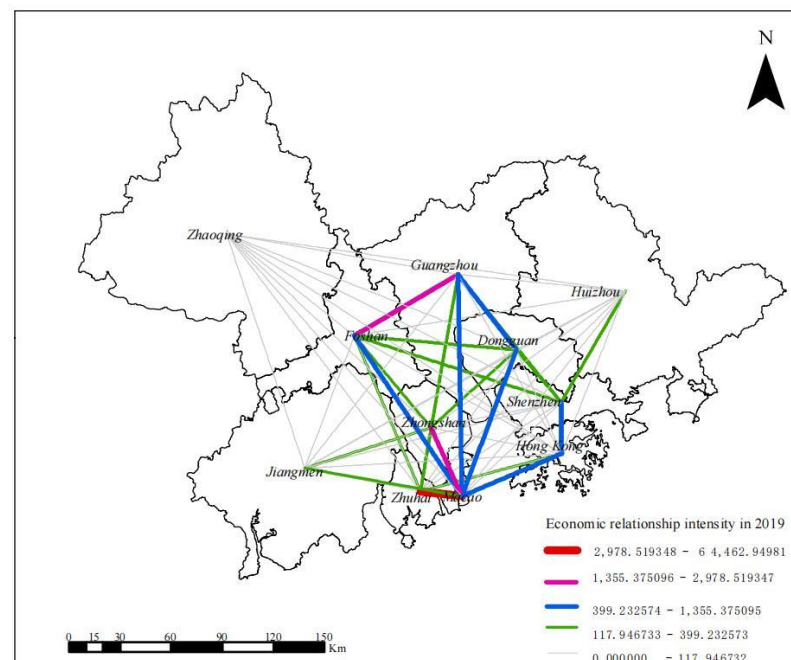 N
Zhaoqing
Guangzhou
Huizhou
Foshan
Dongguan
Shenzhen
Zhongshan
Hong Kong
Jiangmen
Zhuhai
Macao
Economic relationship intensity in 2019
2,978.519348 - 6 4,462.94981
1,355.375096 - 2,978.519347
399.232574 - 1,355.375095
117.946733 - 399.232573
0.000000 - 117.946732
0 15 30 60 90 120 150
Km